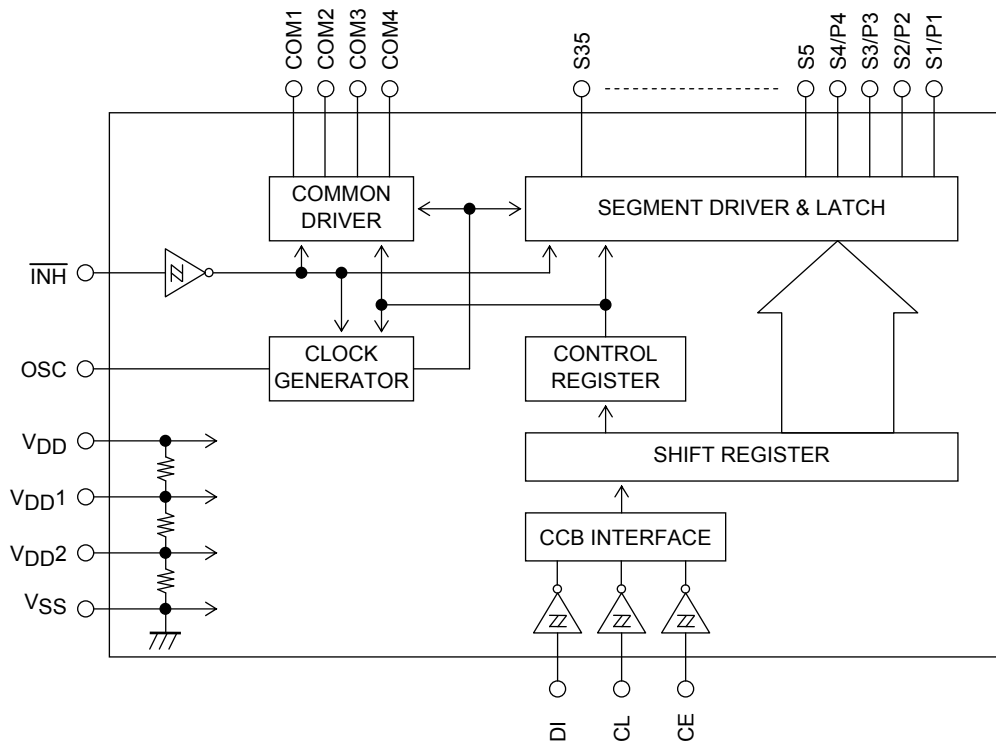 COM1
COM2
COM3
COM4
S35
S5
S4/P4
S3/P3
S2/P2
S1/P1
COMMON
DRIVER
SEGMENT DRIVER & LATCH
INH
OSC
CLOCK
GENERATOR
CONTROL
REGISTER
VDD
VDD1
VDD2
VSS
SHIFT REGISTER
CCB INTERFACE
DI
CL
CE